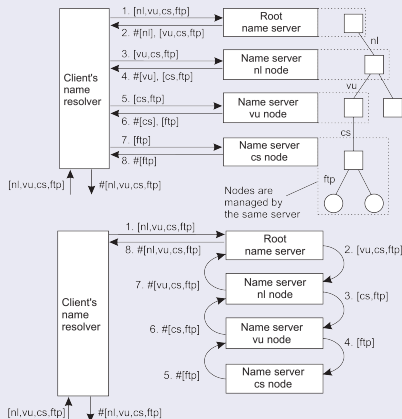 1. [nl,vu,cs,ftp]
2. #[nl], [vu,cs,ftp]
Root
name server
nl
3. [vu,cs,ftp]
4. #[vu], [cs,ftp]
Name server
nl node
vu
Client's
name
resolver
5. [cs,ftp]
6. #[cs], [ftp]
Name server
vu node
cs
7. [ftp]
8. #[ftp]
Name server
cs node
ftp
[nl,vu,cs,ftp]
#[nl,vu,cs,ftp]
Nodes are
managed by
the same server
1. [nl,vu,cs,ftp]
8. #[nl,vu,cs,ftp]
Root
name server
2. [vu,cs,ftp]
7. #[vu,cs,ftp]
Name server
nl node
3. [cs,ftp]
Client's
name
resolver
6. #[cs,ftp]
Name server
vu node
4. [ftp]
5. #[ftp]
Name server
cs node
[nl,vu,cs,ftp]
#[nl,vu,cs,ftp]